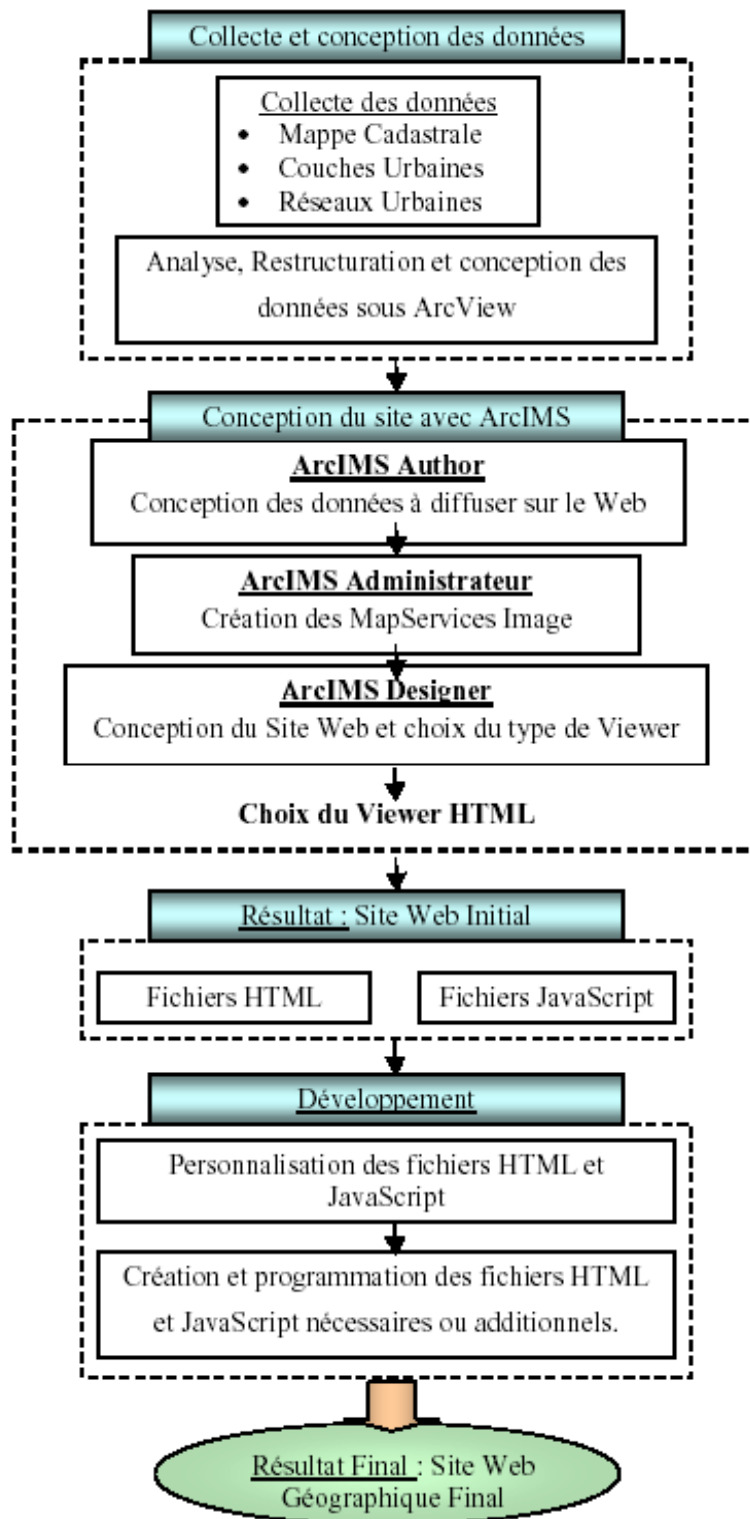 Collecte et conception des données
Collecte des données
• Mappe Cadastrale
• Couches Urbaines
• Réseaux Urbaines
Analyse, Restructuration et conception des
données sous ArcView
Conception du site avec ArcIMS
ArcIMS Author
Conception des données à diffuser sur le Web
ArcIMS Administrateur
Création des MapServices Image
ArcIMS Designer
Conception du Site Web et choix du type de Viewer
Choix du Viewer HTML
Résultat : Site Web Initial
Fichiers HTML
Fichiers JavaScript
Développement
Personnalisation des fichiers HTML et
JavaScript
Création et programmation des fichiers HTML
et JavaScript nécessaires ou additionnels.
Résultat Final : Site Web
Géographique Final